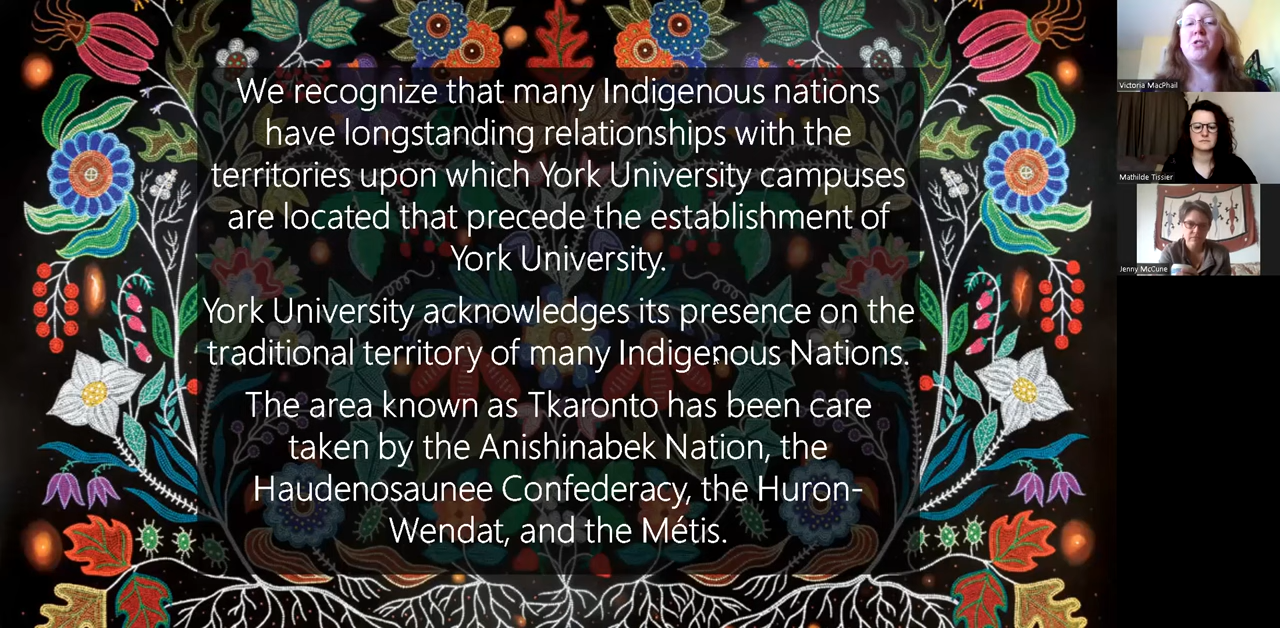 We recognize that many Indigenous nations
have longstanding relationships with the
territories upon which York University campuses
are located that precede the establishment of
York University.
York University acknowledges its presence on the
traditional territory of many Indigenous Nations.
The area known as Tkaronto has been care
taken by the Anishinabek Nation, the
Haudenosaunee Confederacy, the Huron-
Wendat, and the Métis.
Victoria MacPhail
Mathilde Tissier
Jenny McCune